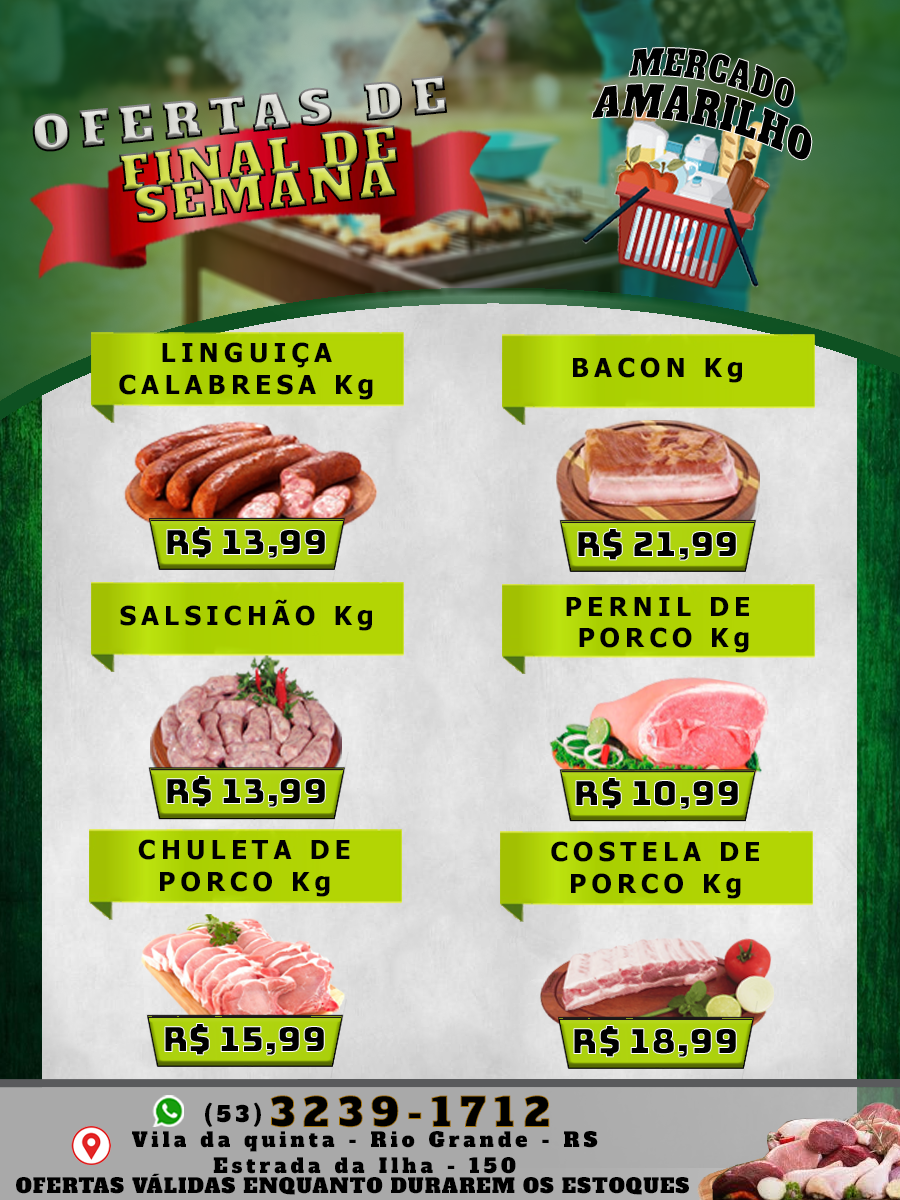 OFERTAS DE
FINAL DE
SEMANA
MERCADO
AMARILHO
LINGUIÇA
CALABRESA Kg
R$ 13,99
BACON Kg
R$ 21,99
SALSICHÃO Kg
R$ 13,99
PERNIL DE
PORCO Kg
R$ 10,99
CHULETA DE
PORCO Kg
R$ 15,99
COSTELA DE
PORCO Kg
R$ 18,99
(53) 3239-1712
Vila da quinta - Rio Grande - RS
Estrada da Ilha - 150
OFERTAS VÁLIDAS ENQUANTO DURAREM OS ESTOQUES